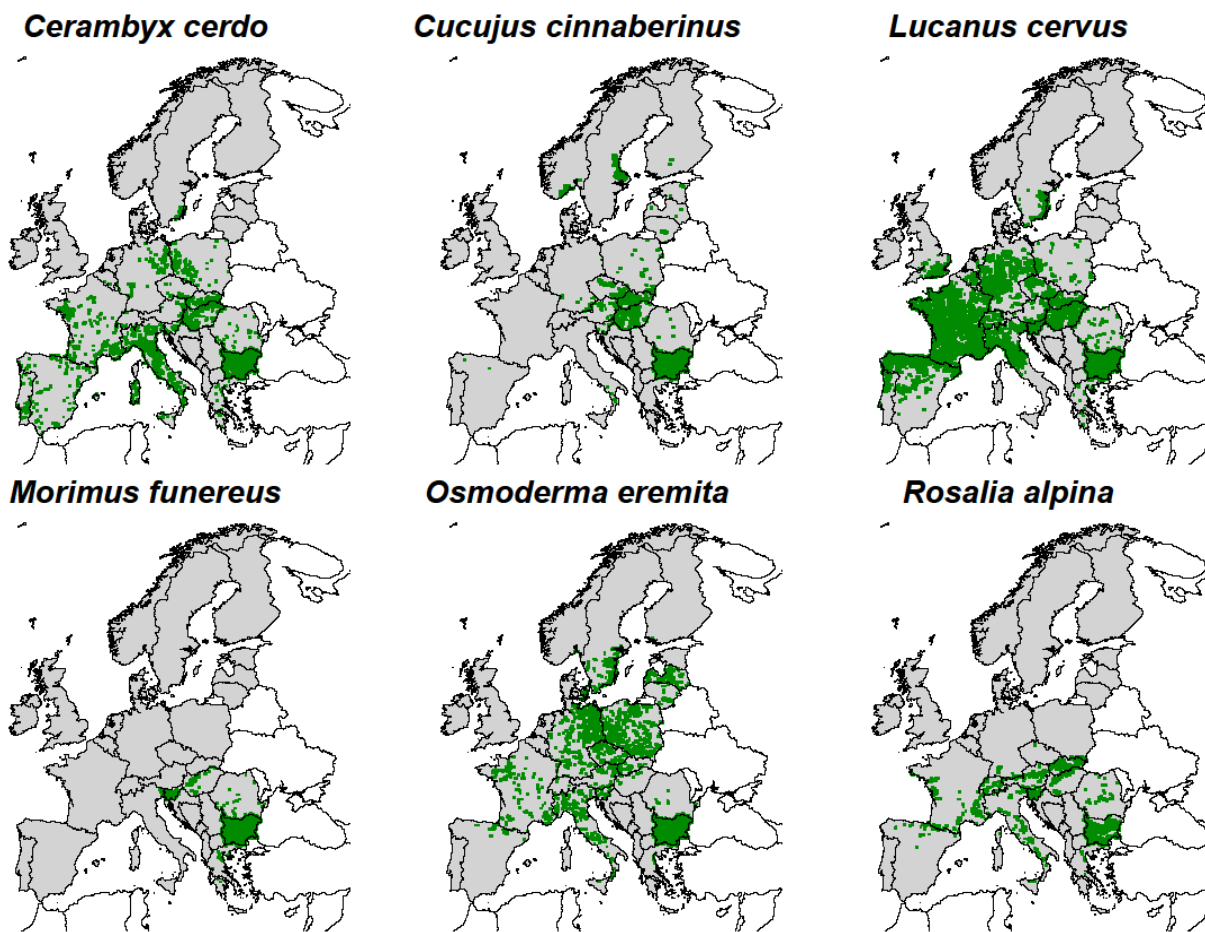 Cerambyx cerdo
Cucujus cinnaberinus
Lucanus cervus
Morimus funereus
Osmoderma eremita
Rosalia alpina